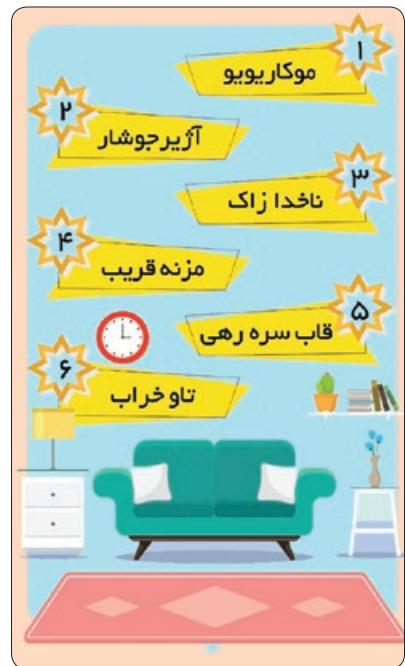 ۱
موکاریویو
۲
آژیرجوشار
۳
ناخدا زاک
۴
مزنه قریب
۵
قاب سره رهی
۶
تاو خراب